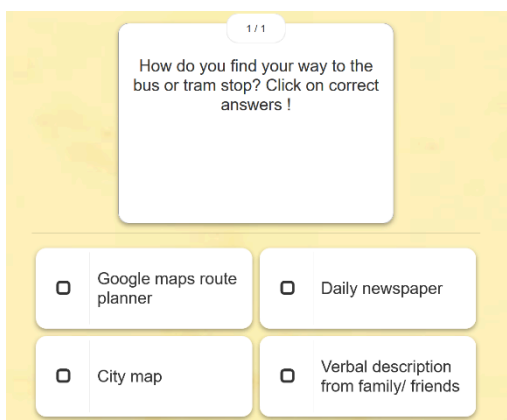 1 / 1
How do you find your way to the
bus or tram stop? Click on correct
answers !
Google maps route
planner
Daily newspaper
City map
Verbal description
from family/ friends